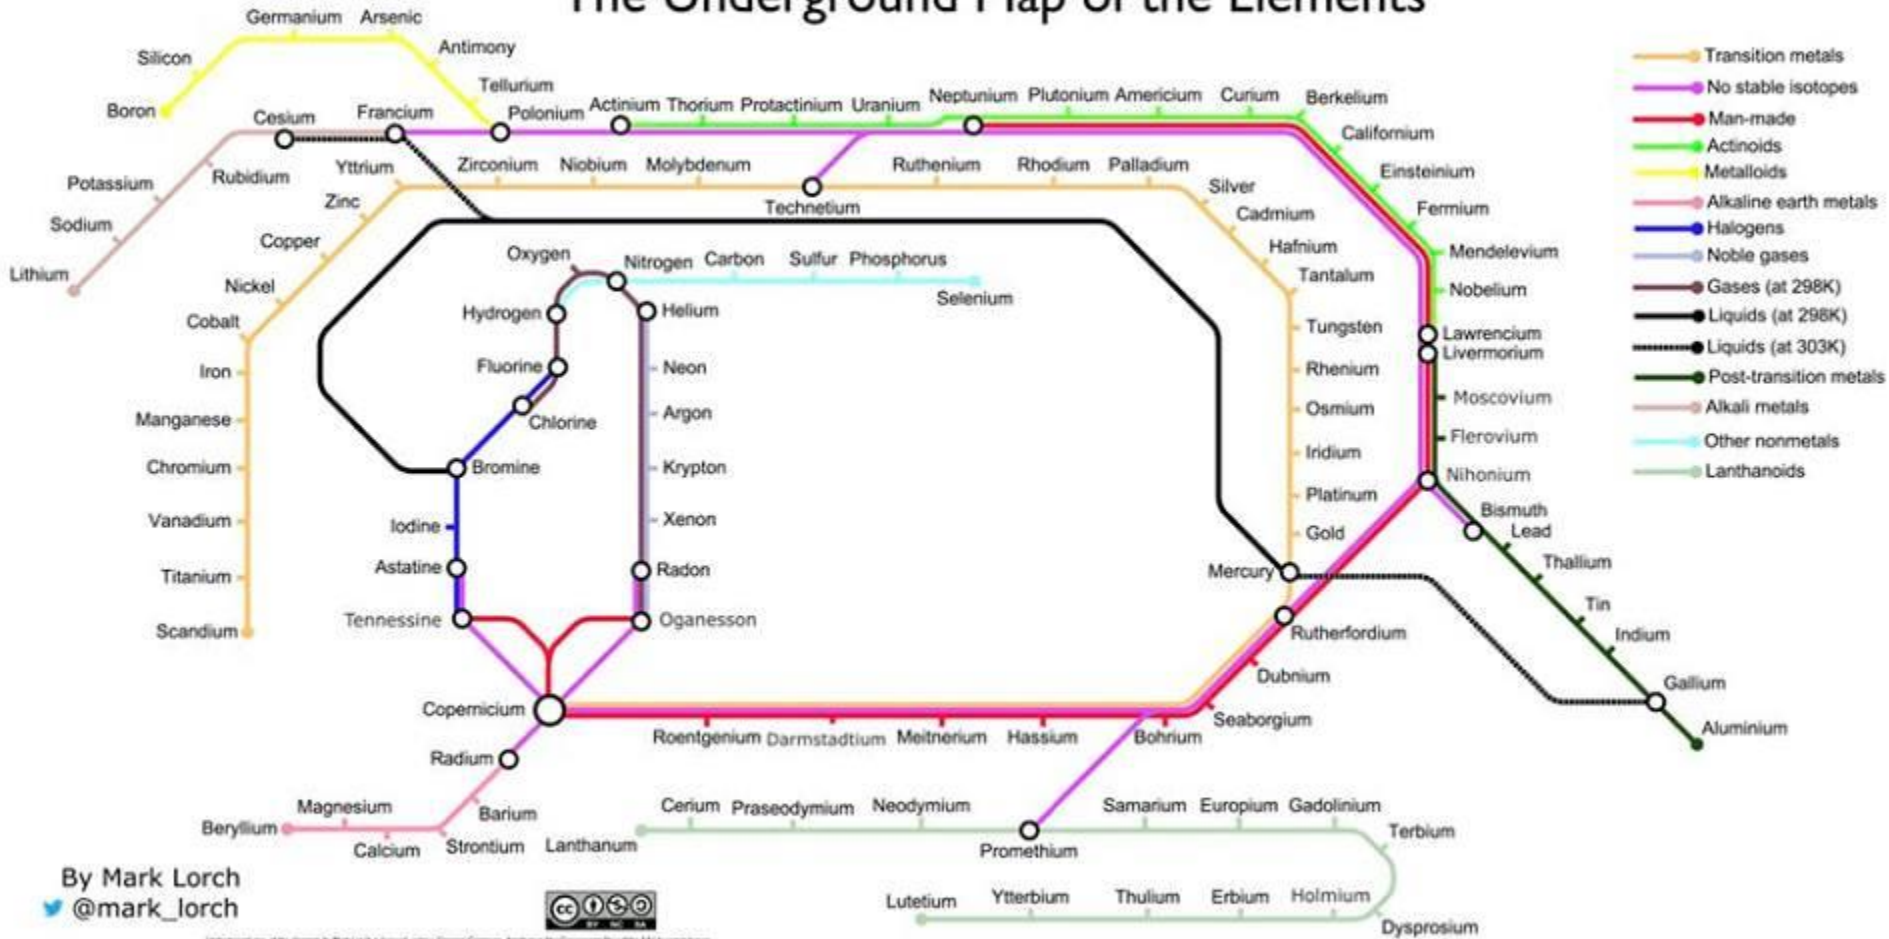 The Underground Map of the Elements
Germanium
Arsenic
Silicon
Antimony
Tellurium
Boron
Cesium
Francium
Polonium
Actinium
Thorium
Protactinium
Uranium
Neptunium
Plutonium
Americium
Curium
Berkelium
Californium
Einsteinium
Fermium
Mendelevium
Nobelium
Lawrencium
Livermorium
Moscovium
Flerovium
Nihonium
Bismuth
Lead
Thallium
Tin
Indium
Gallium
Aluminium
Rubidium
Potassium
Sodium
Lithium
Yttrium
Zirconium
Niobium
Molybdenum
Technetium
Ruthenium
Rhodium
Palladium
Silver
Cadmium
Hafnium
Tantalum
Tungsten
Rhenium
Osmium
Iridium
Platinum
Gold
Mercury
Rutherfordium
Dubnium
Seaborgium
Zinc
Copper
Nickel
Cobalt
Iron
Manganese
Chromium
Vanadium
Titanium
Scandium
Oxygen
Nitrogen
Carbon
Sulfur
Phosphorus
Selenium
Hydrogen
Helium
Fluorine
Neon
Chlorine
Argon
Bromine
Krypton
Iodine
Xenon
Astatine
Radon
Tennessine
Oganesson
Copernicium
Roentgenium
Darmstadtium
Meitnerium
Hassium
Bohrium
Radium
Barium
Strontium
Calcium
Magnesium
Beryllium
Lanthanum
Cerium
Praseodymium
Neodymium
Promethium
Samarium
Europium
Gadolinium
Terbium
Dysprosium
Holmium
Erbium
Thulium
Ytterbium
Lutetium
Transition metals
No stable isotopes
Man-made
Actinoids
Metalloids
Alkaline earth metals
Halogens
Noble gases
Gases (at 298K)
Liquids (at 298K)
Liquids (at 303K)
Post-transition metals
Alkali metals
Other nonmetals
Lanthanoids
By Mark Lorch
@mark_lorch
cc
BY NC SA